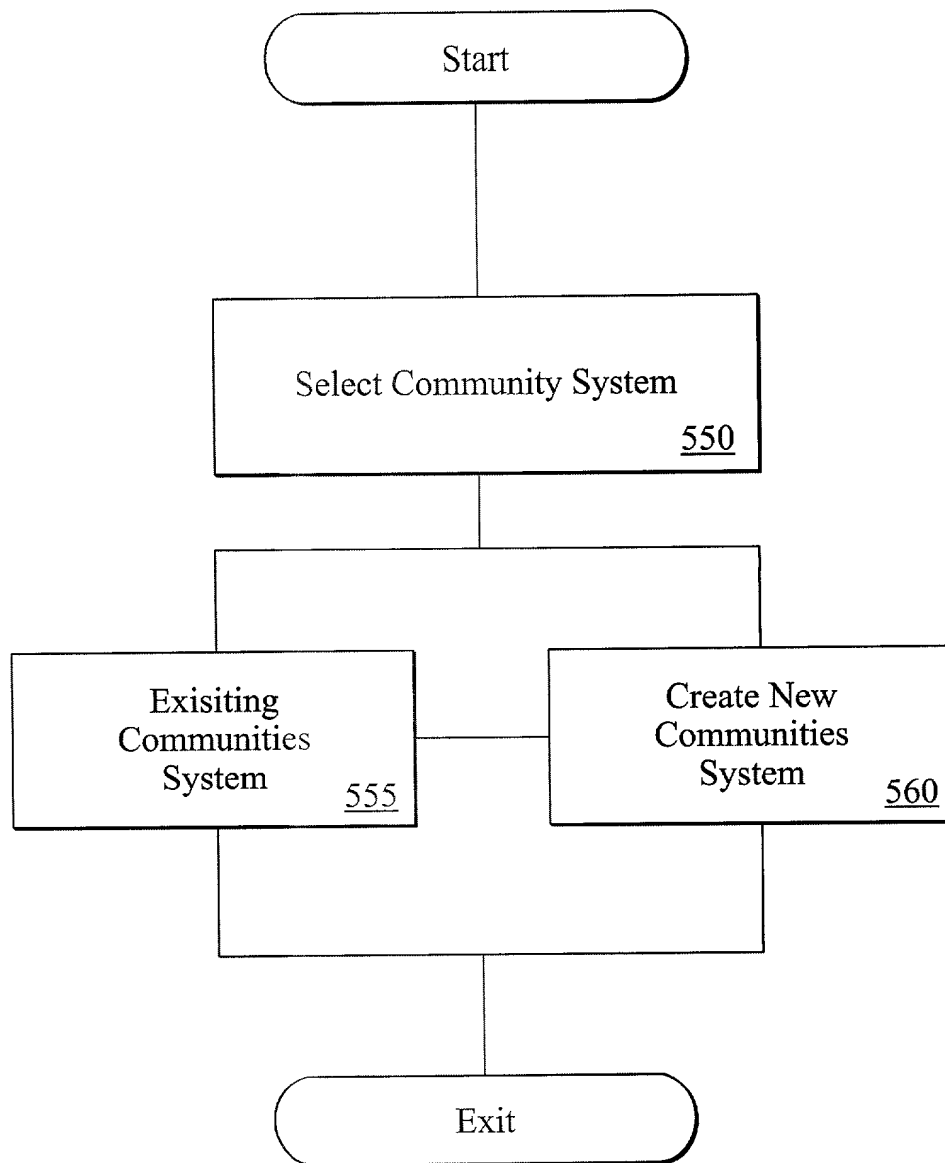 Start
Select Community System
550
Exisiting
Communities
System
555
Create New
Communities
System
560
Exit